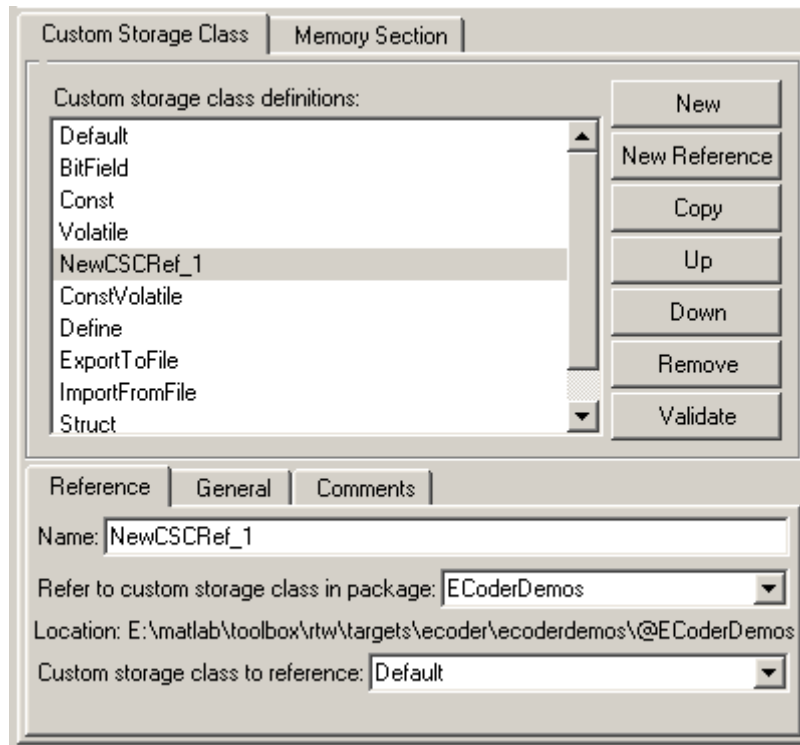 Custom Storage Class
Memory Section
Custom storage class definitions:
Default
BitField
Const
Volatile
NewCSCRef_1
ConstVolatile
Define
ExportToFile
ImportFromFile
Struct
New
New Reference
Copy
Up
Down
Remove
Validate
Reference
General
Comments
Name: NewCSCRef_1
Refer to custom storage class in package: ECoderDemos
Location: E:\matlab\toolbox\rtw\targets\ecoder\ecoderdemos\@ECoderDemos
Custom storage class to reference: Default